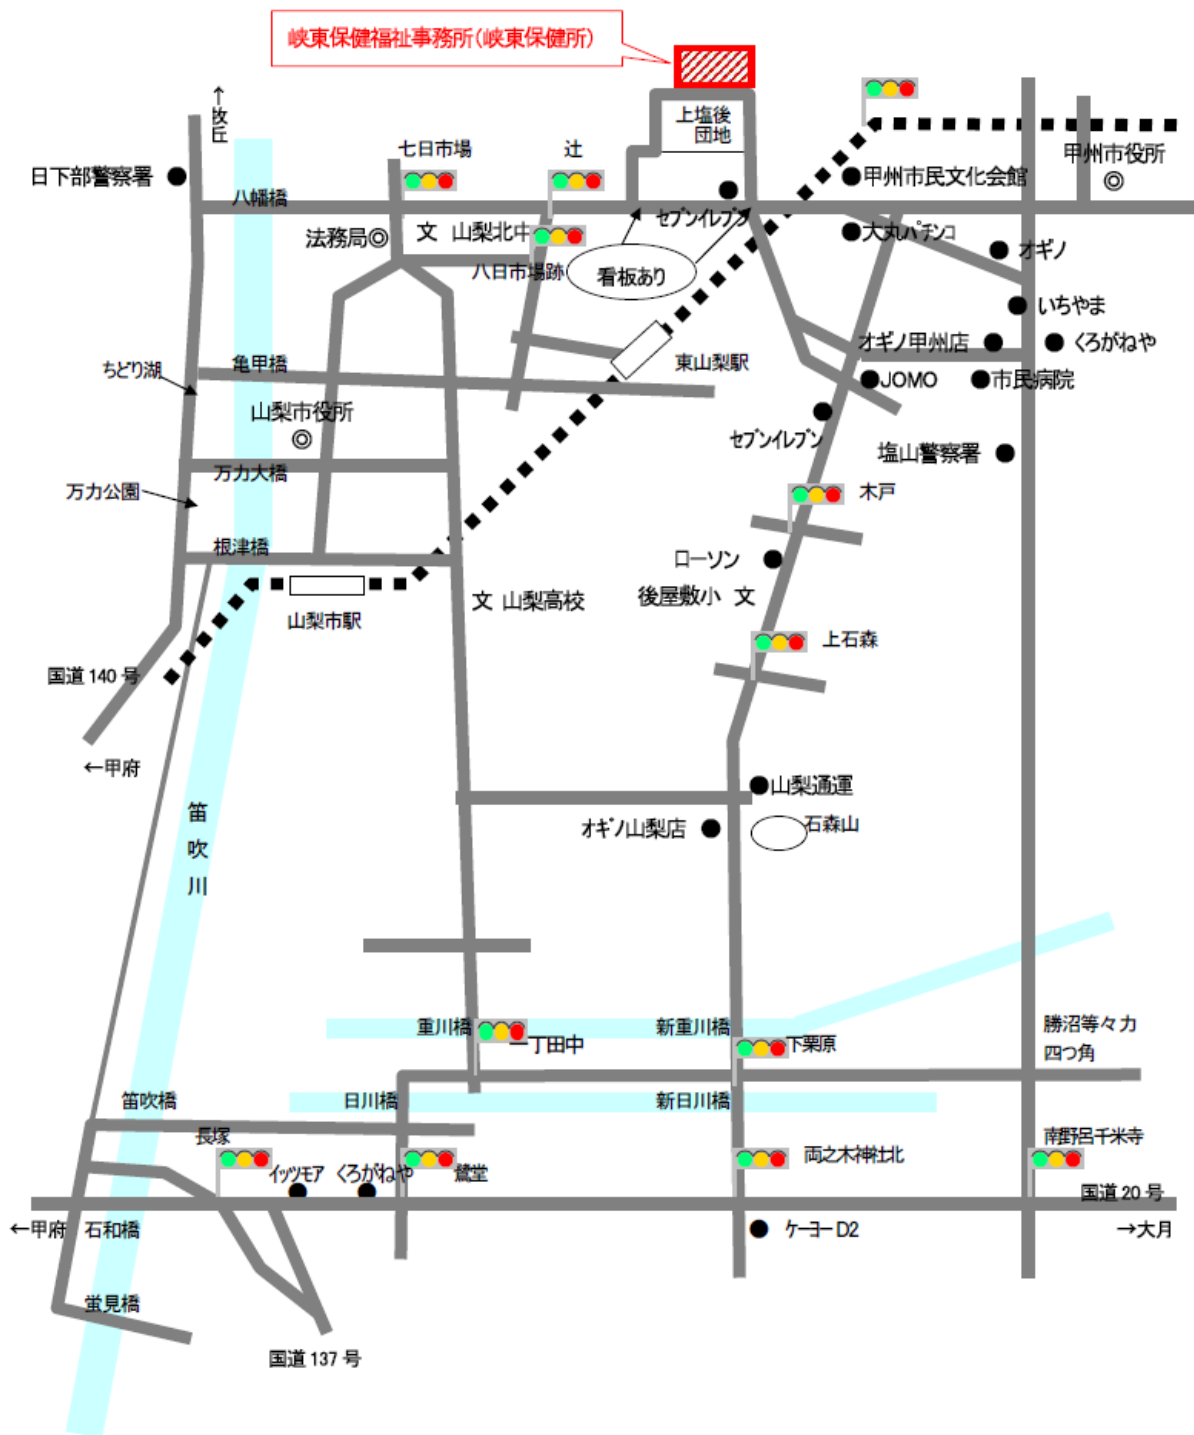 峡東保健福祉事務所（峡東保健所）
←牧丘
上塩後
団地
七日市場
辻
甲州市役所
日下部警察署
甲州市民文化会館
八幡橋
セブンイレブン
法務局
文 山梨北中
大丸パチンコ
オギノ
八日市場跡
看板あり
いちやま
オギノ甲州店
くろがねや
ちどり湖
亀甲橋
東山梨駅
JOMO
市民病院
山梨市役所
セブンイレブン
塩山警察署
万力大橋
万力公園
木戸
根津橋
ローソン
後屋敷小 文
文 山梨高校
山梨市駅
上石森
国道 140 号
←甲府
山梨通運
笛吹川
オギノ山梨店
石森山
重川橋
新重川橋
勝沼等々力
四つ角
一丁田中
下栗原
笛吹橋
日川橋
新日川橋
長塚
南野呂千米寺
両之木神社北
イッツモア
くろがねや
鵞堂
国道 20 号
←甲府
石和橋
ケーヨーD2
→大月
蛍見橋
国道 137 号